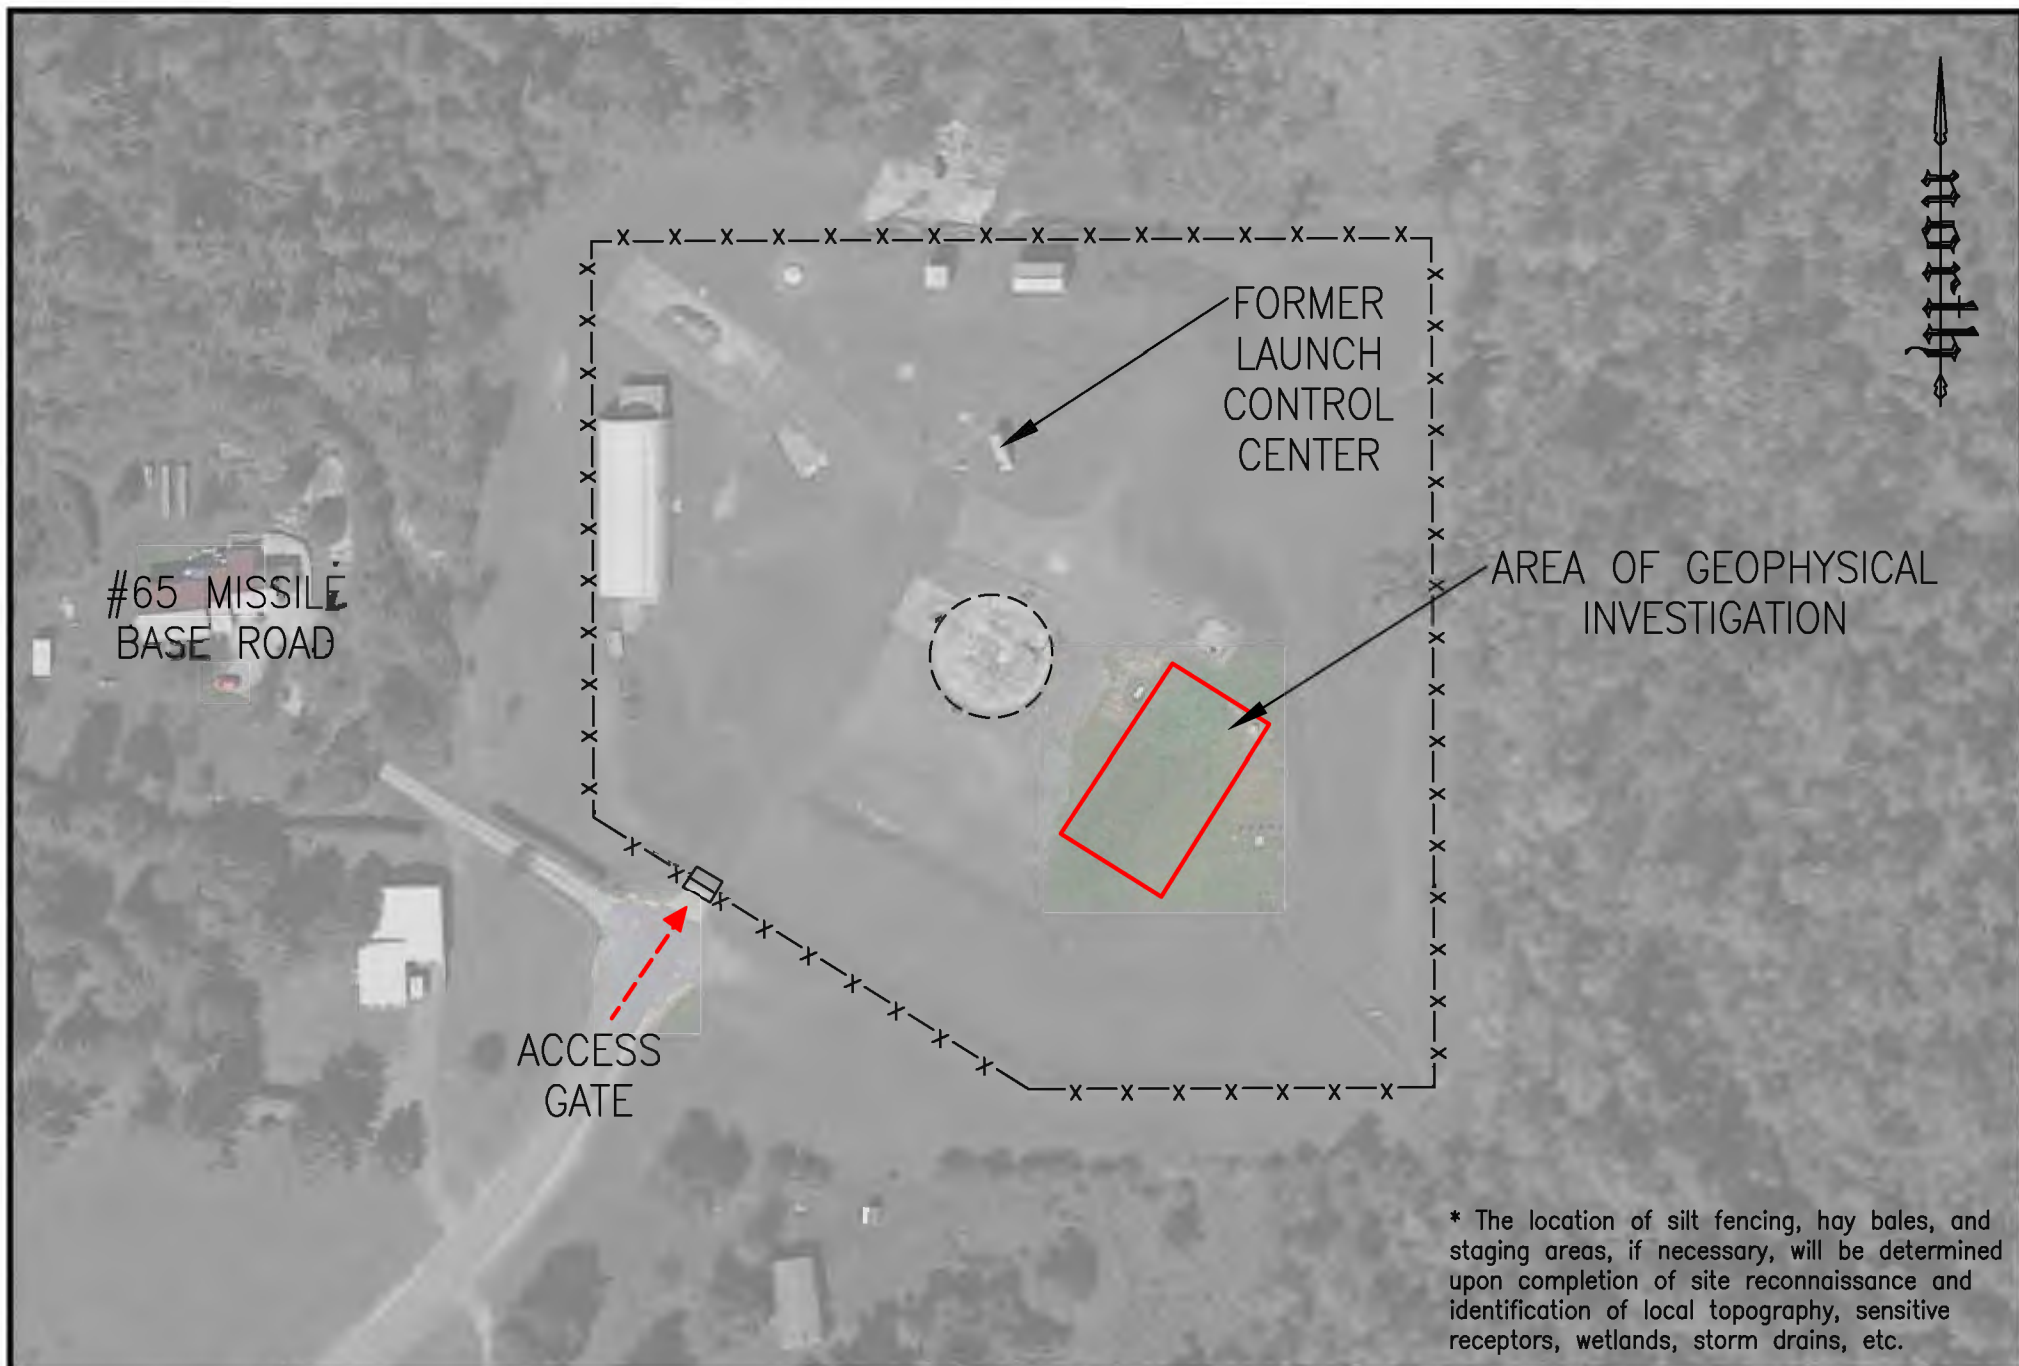 north
FORMER
LAUNCH
CONTROL
CENTER
AREA OF GEOPHYSICAL
INVESTIGATION
#65 MISSILE
BASE ROAD
ACCESS
GATE
* The location of silt fencing, hay bales, and
staging areas, if necessary, will be determined
upon completion of site reconnaissance and
identification of local topography, sensitive
receptors, wetlands, storm drains, etc.